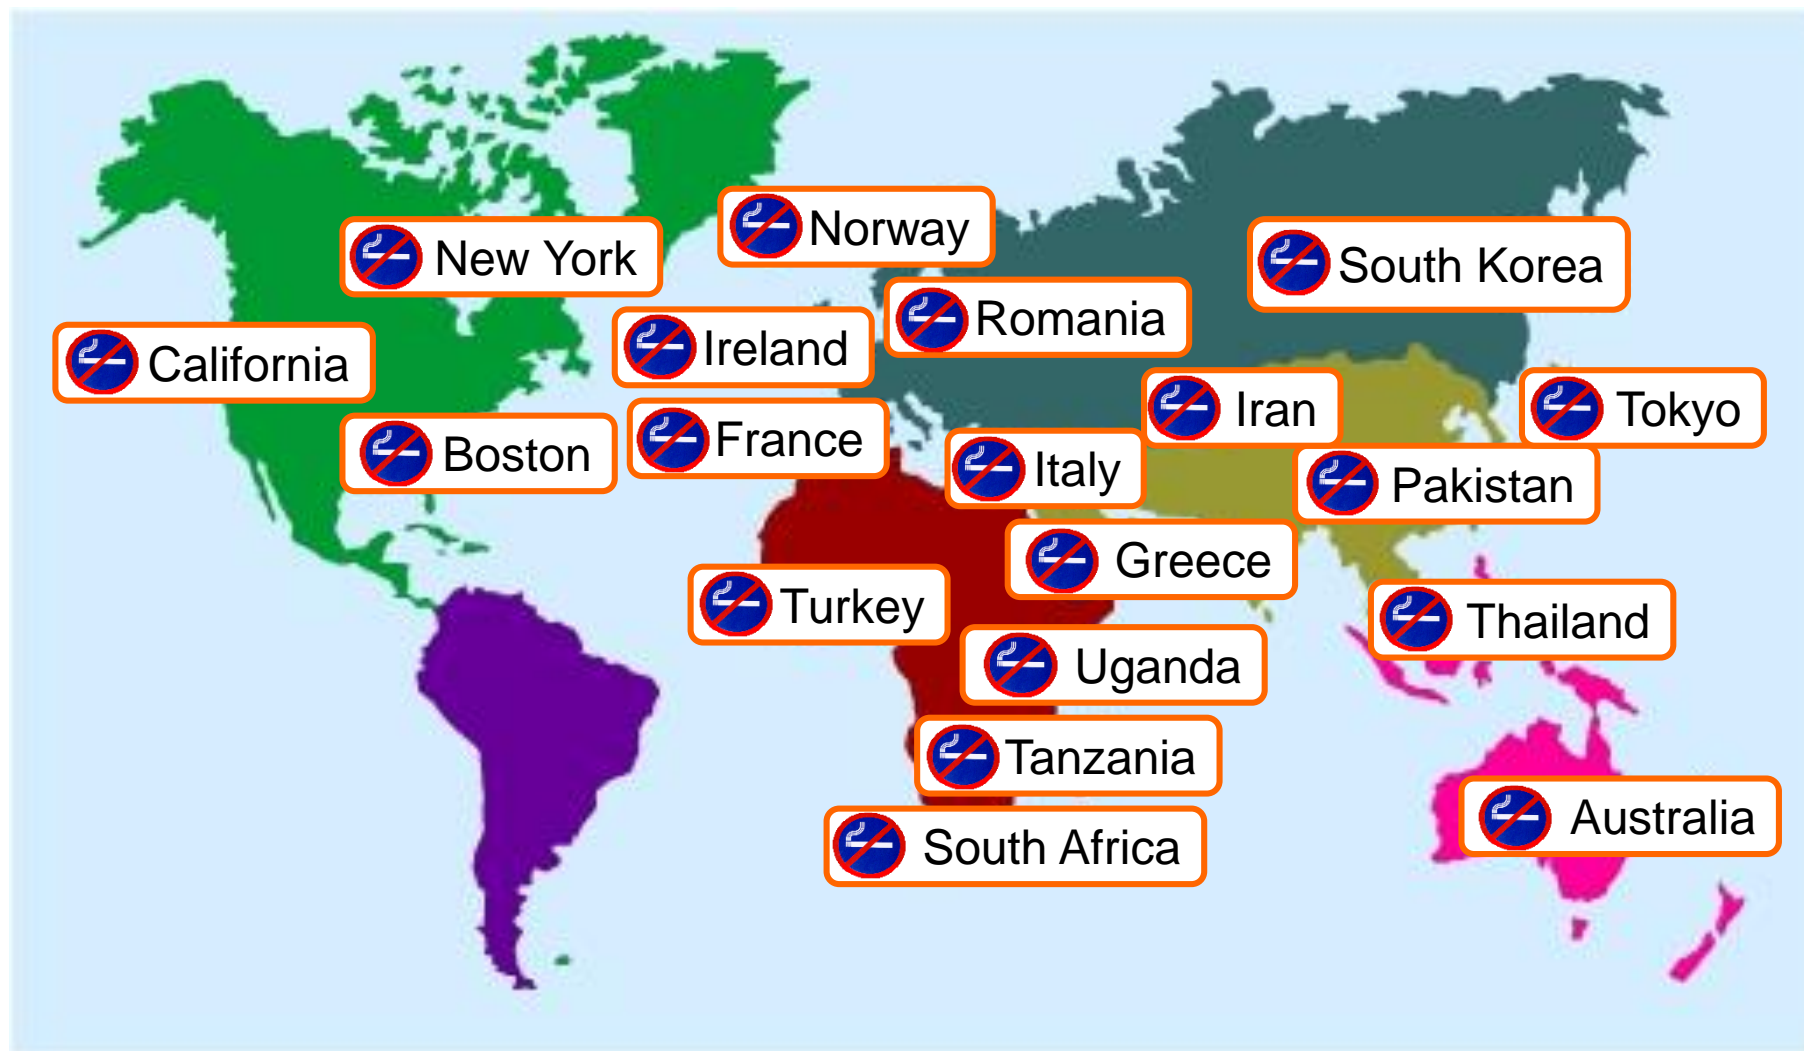 Norway
New York
South Korea
Romania
Ireland
California
Iran
Tokyo
France
Boston
Italy
Pakistan
Greece
Turkey
Thailand
Uganda
Tanzania
Australia
South Africa